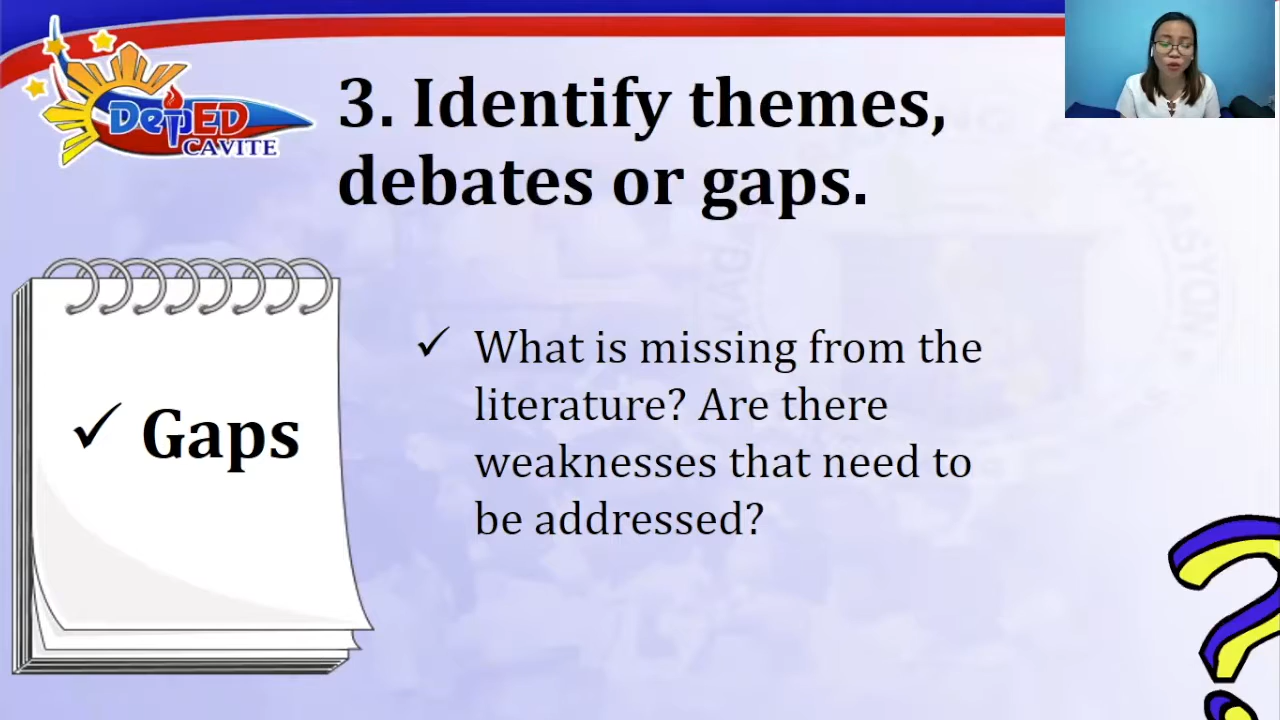 DepED
CAVITE
3. Identify themes,
debates or gaps.
✓ Gaps
✓ What is missing from the
literature? Are there
weaknesses that need to
be addressed?